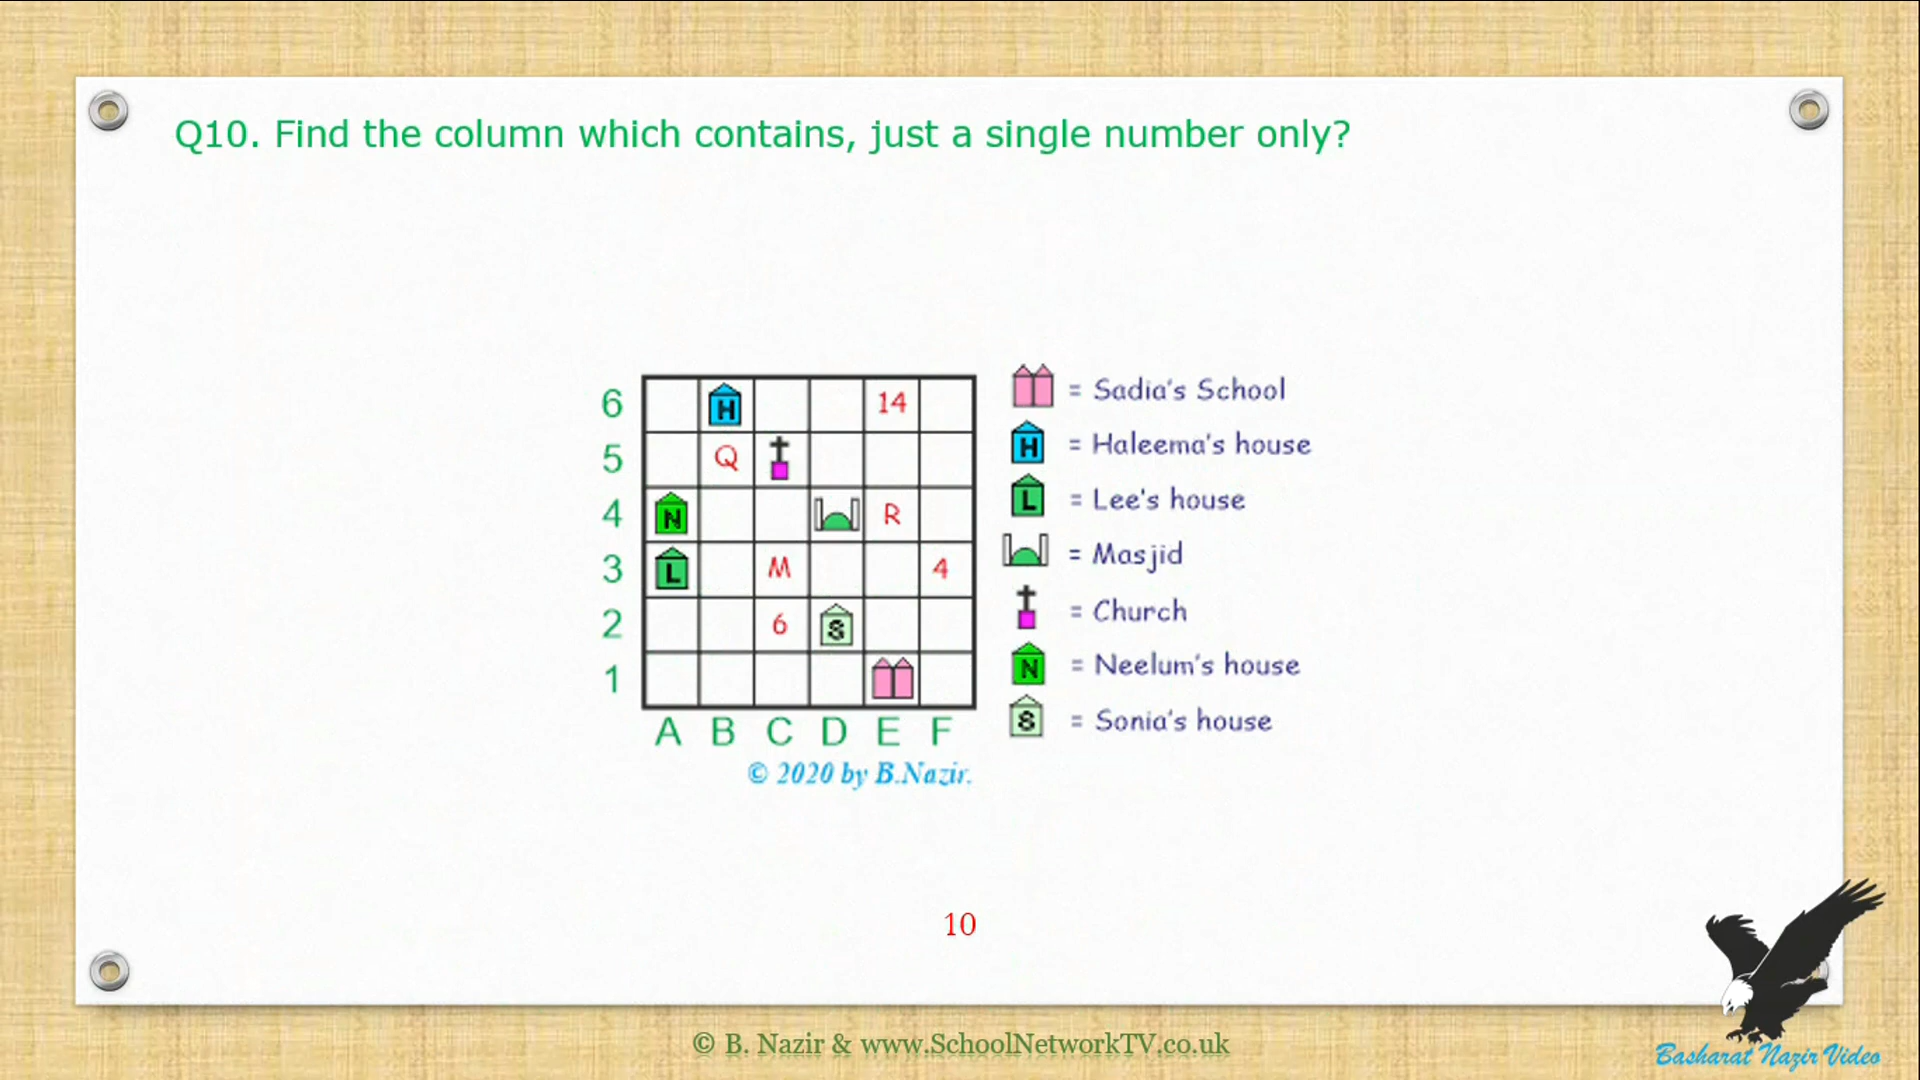 Q10. Find the column which contains, just a single number only?
6 H 14
5 Q
4 N R
3 L M 4
2 6 S
1
A B C D E F
© 2020 by B.Nazir.
= Sadia's School
H = Haleema's house
L = Lee's house
= Masjid
= Church
N = Neelum's house
S = Sonia's house
10
© B. Nazir & www.SchoolNetworkTV.co.uk
Basharat Nazir Video